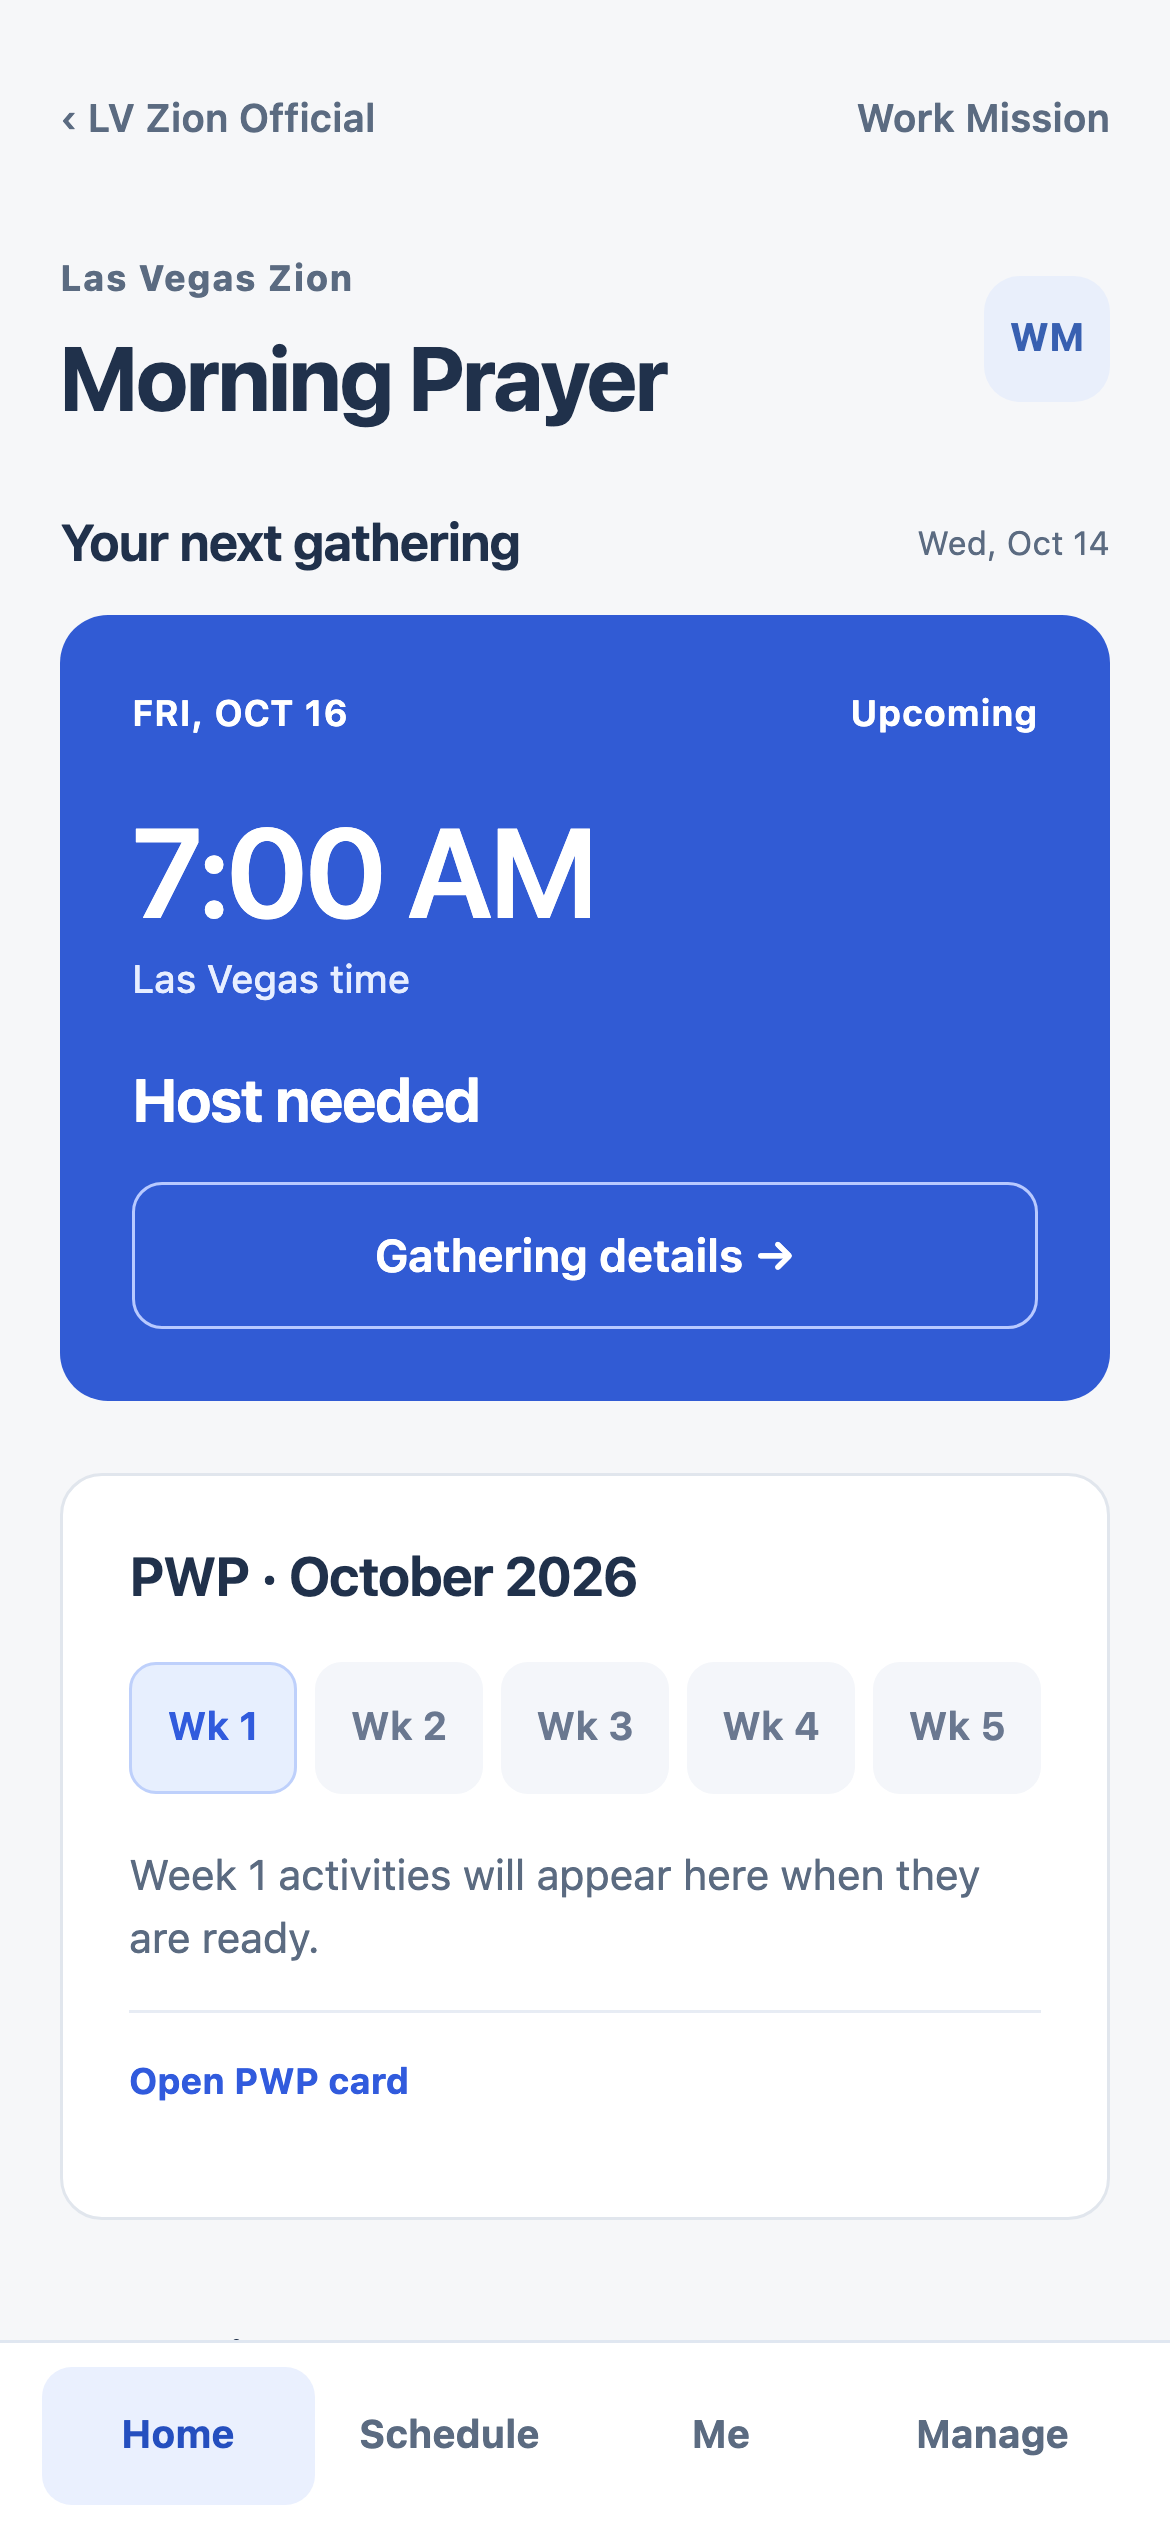 ‹ LV Zion Official
Work Mission
Las Vegas Zion
Morning Prayer
WM
Your next gathering
Wed, Oct 14
FRI, OCT 16
Upcoming
7:00 AM
Las Vegas time
Host needed
Gathering details →
PWP · October 2026
Wk 1
Wk 2
Wk 3
Wk 4
Wk 5
Week 1 activities will appear here when they
are ready.
Open PWP card
Home
Schedule
Me
Manage